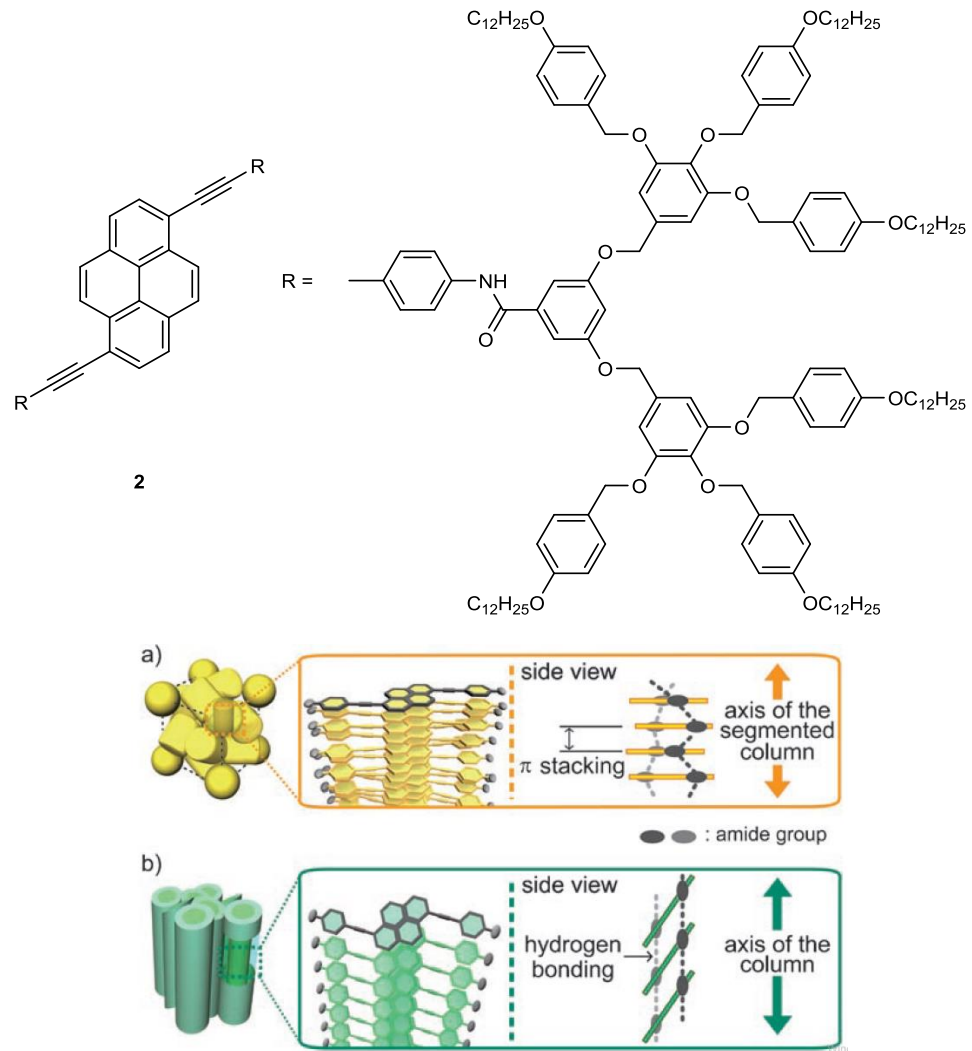 C12H25O
OC12H25
O
O
R
O
OC12H25
O
NH
R =
O
O
R
O
OC12H25
2
O
O
C12H25O
OC12H25
a)
side view
axis of the
segmented
column
π stacking
: amide group
b)
side view
hydrogen
bonding
axis of the
column